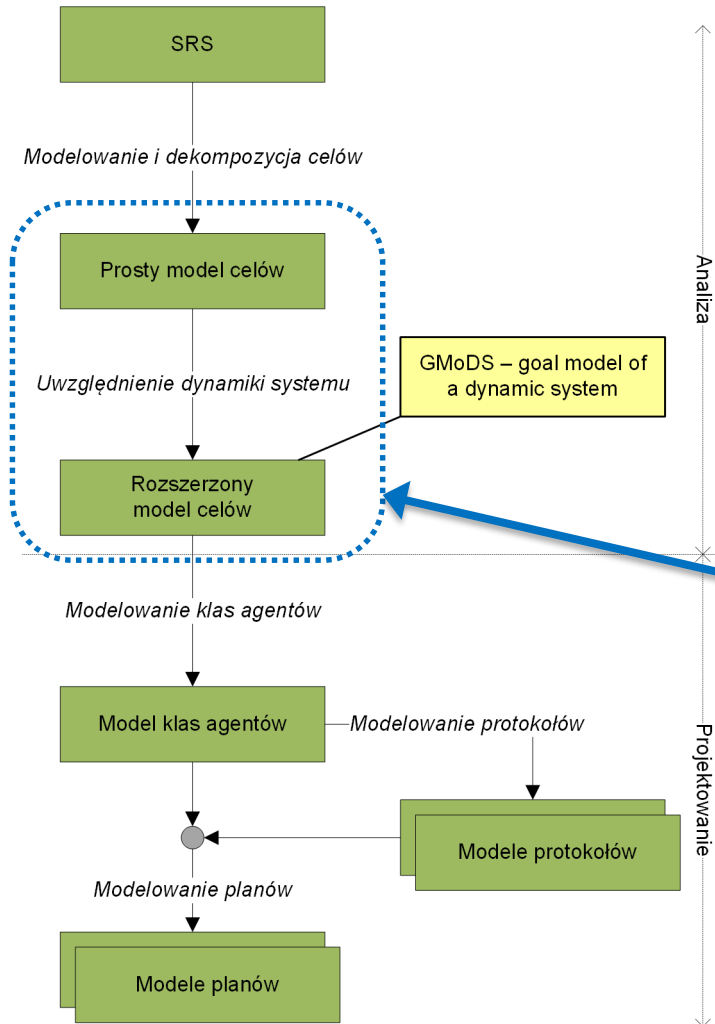 SRS
Modelowanie i dekompozycja celów
Prosty model celów
Uwzględnienie dynamiki systemu
GMoDS – goal model of
a dynamic system
Rozszerzony
model celów
Analiza
Modelowanie klas agentów
Model klas agentów
Modelowanie protokołów
Modele protokołów
Modelowanie planów
Modele planów
Projektowanie